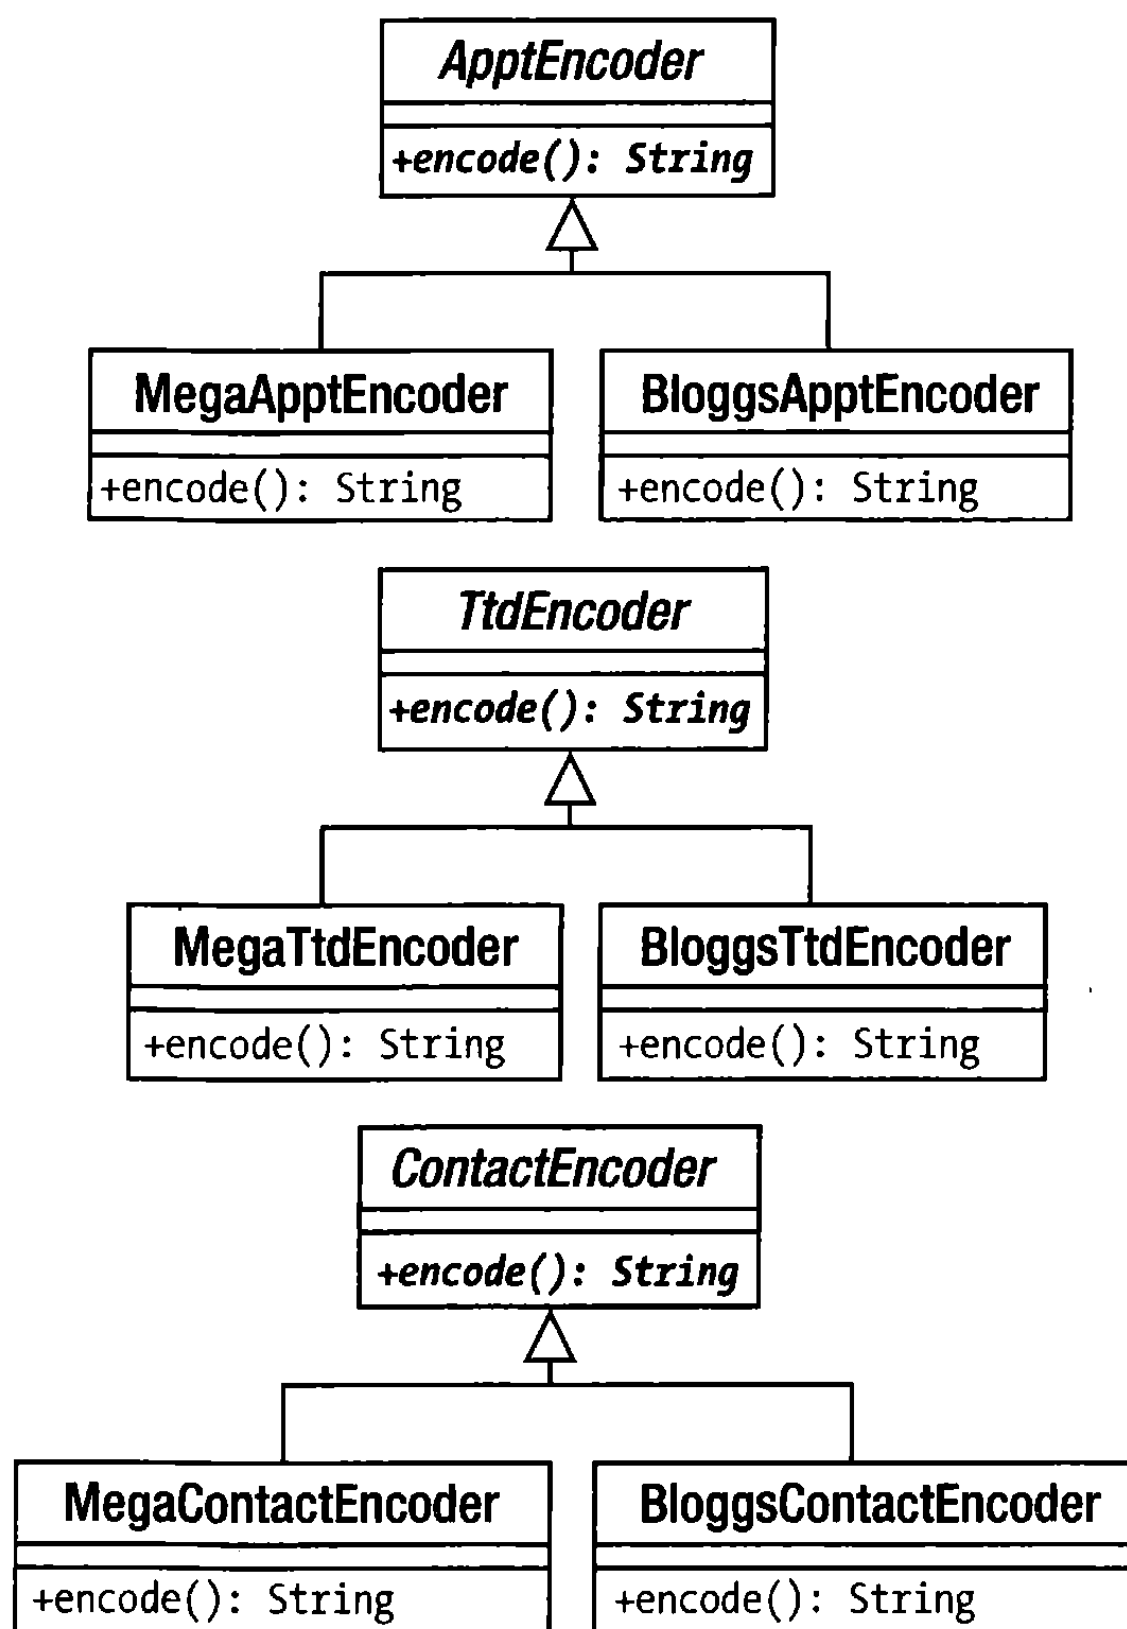 ApptEncoder
+encode(): String
MegaApptEncoder
BloggsApptEncoder
+encode(): String
+encode(): String
TtdEncoder
+encode(): String
MegaTtdEncoder
BloggsTtdEncoder
+encode(): String
+encode(): String
ContactEncoder
+encode(): String
MegaContactEncoder
BloggsContactEncoder
+encode(): String
+encode(): String